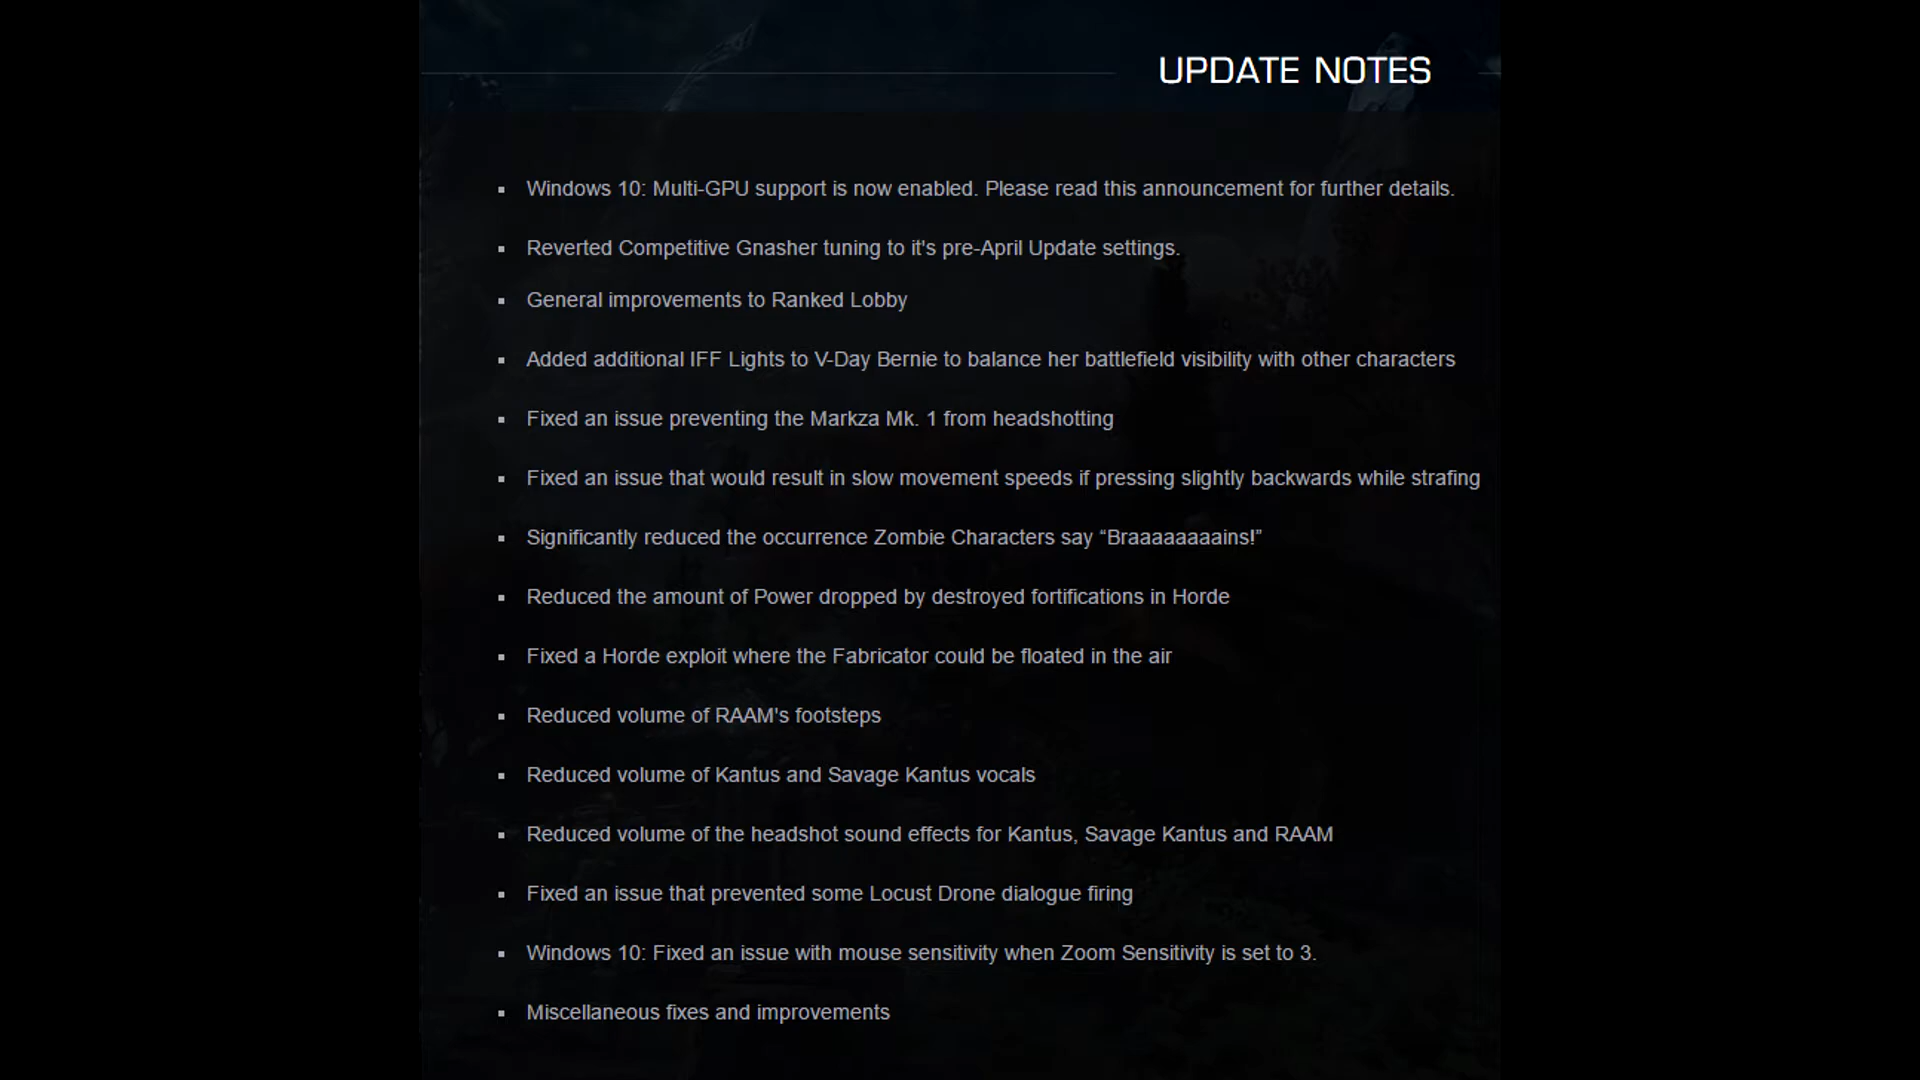 UPDATE NOTES
▪ Windows 10: Multi-GPU support is now enabled. Please read this announcement for further details.
▪ Reverted Competitive Gnasher tuning to it's pre-April Update settings.
▪ General improvements to Ranked Lobby
▪ Added additional IFF Lights to V-Day Bernie to balance her battlefield visibility with other characters
▪ Fixed an issue preventing the Markza Mk. 1 from headshotting
▪ Fixed an issue that would result in slow movement speeds if pressing slightly backwards while strafing
▪ Significantly reduced the occurrence Zombie Characters say “Braaaaaaaains!”
▪ Reduced the amount of Power dropped by destroyed fortifications in Horde
▪ Fixed a Horde exploit where the Fabricator could be floated in the air
▪ Reduced volume of RAAM's footsteps
▪ Reduced volume of Kantus and Savage Kantus vocals
▪ Reduced volume of the headshot sound effects for Kantus, Savage Kantus and RAAM
▪ Fixed an issue that prevented some Locust Drone dialogue firing
▪ Windows 10: Fixed an issue with mouse sensitivity when Zoom Sensitivity is set to 3.
▪ Miscellaneous fixes and improvements